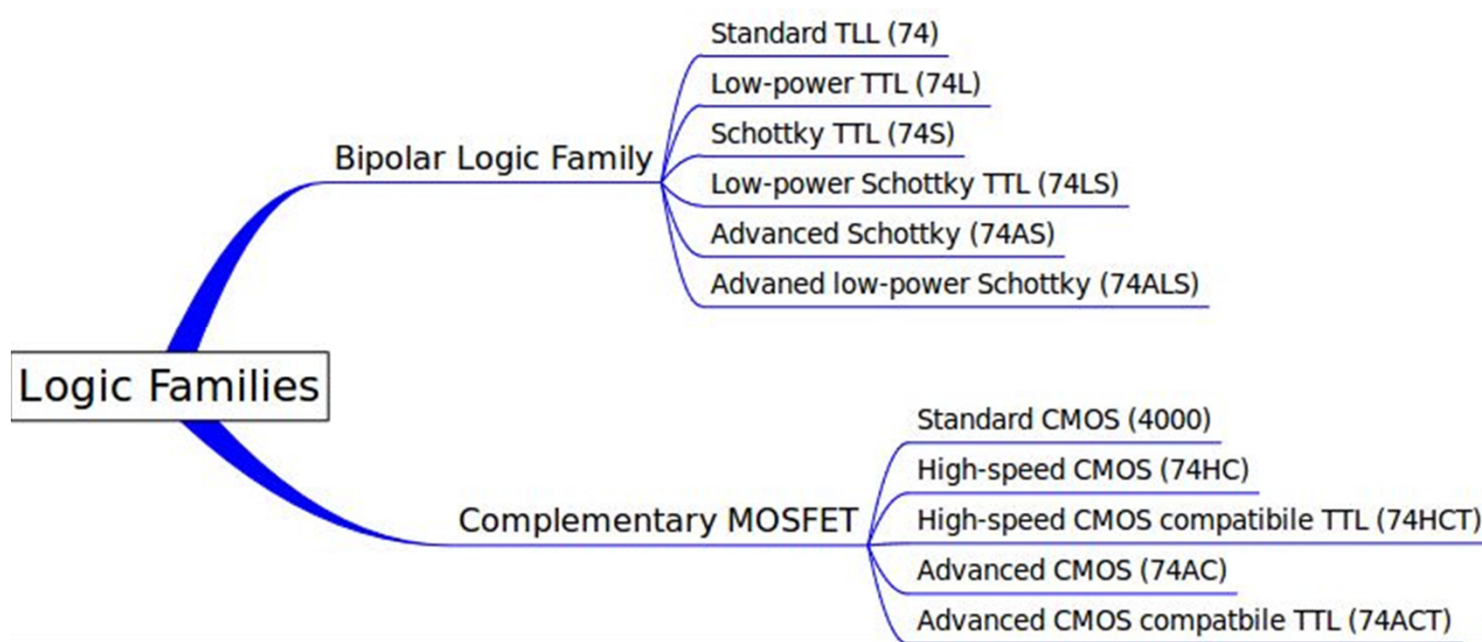 Standard TLL (74)
Low-power TTL (74L)
Schottky TTL (74S)
Bipolar Logic Family
Low-power Schottky TTL (74LS)
Advanced Schottky (74AS)
Advaned low-power Schottky (74ALS)
Logic Families
Standard CMOS (4000)
High-speed CMOS (74HC)
Complementary MOSFET
High-speed CMOS compatibile TTL (74HCT)
Advanced CMOS (74AC)
Advanced CMOS compatbile TTL (74ACT)